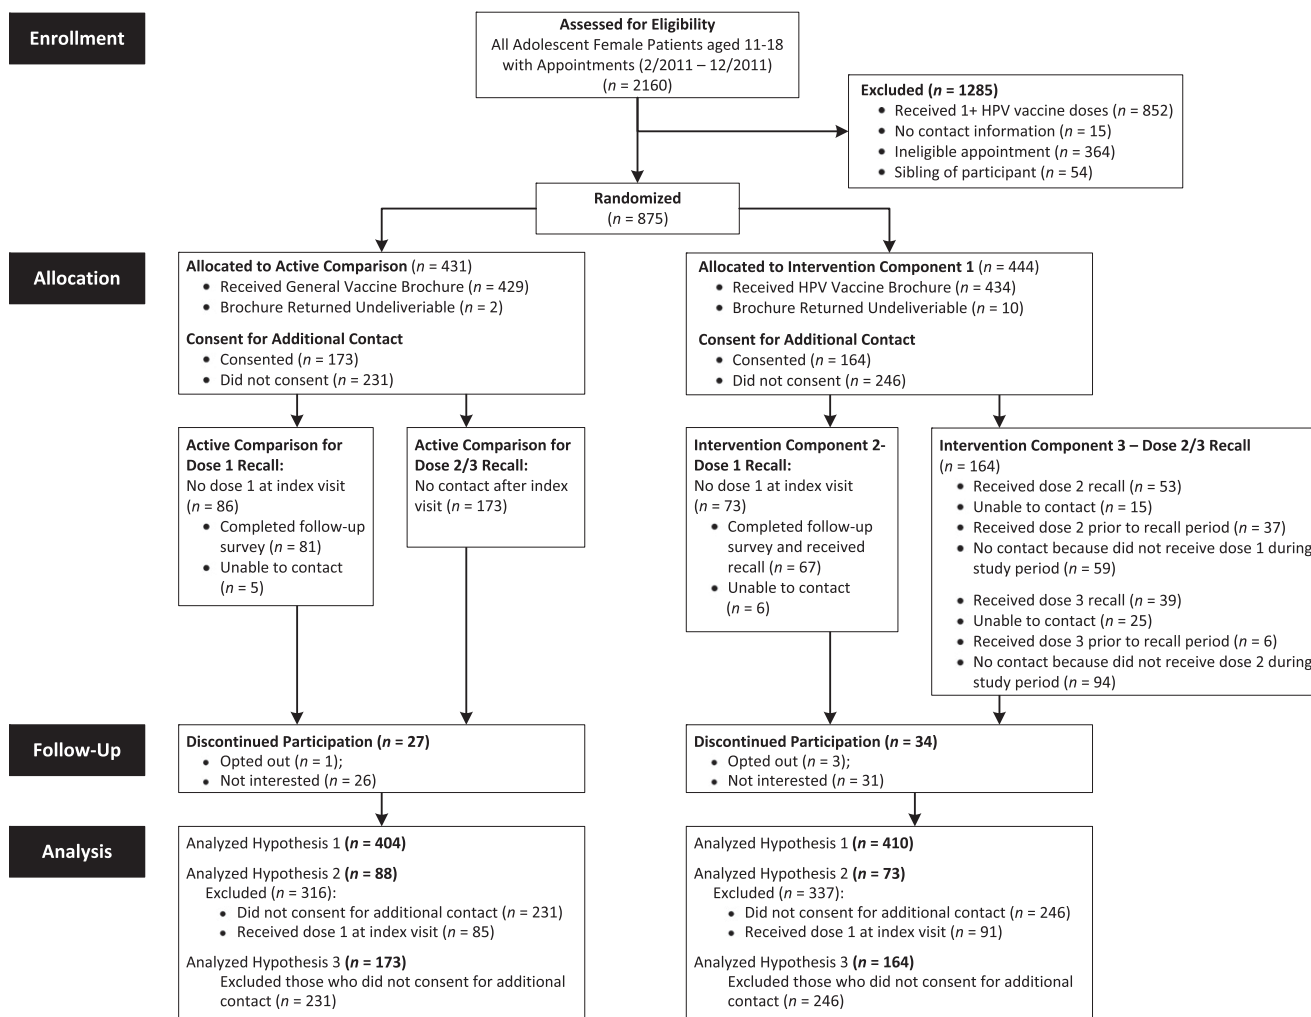 Enrollment
Assessed for Eligibility
All Adolescent Female Patients aged 11-18
with Appointments (2/2011 – 12/2011)
(n = 2160)
Excluded (n = 1285)
• Received 1+ HPV vaccine doses (n = 852)
• No contact information (n = 15)
• Ineligible appointment (n = 364)
• Sibling of participant (n = 54)
Randomized
(n = 875)
Allocation
Allocated to Active Comparison (n = 431)
• Received General Vaccine Brochure (n = 429)
• Brochure Returned Undeliverable (n = 2)
Consent for Additional Contact
• Consented (n = 173)
• Did not consent (n = 231)
Allocated to Intervention Component 1 (n = 444)
• Received HPV Vaccine Brochure (n = 434)
• Brochure Returned Undeliverable (n = 10)
Consent for Additional Contact
• Consented (n = 164)
• Did not consent (n = 246)
Active Comparison for
Dose 1 Recall:
No dose 1 at index visit
(n = 86)
• Completed follow-up
survey (n = 81)
• Unable to contact
(n = 5)
Active Comparison for
Dose 2/3 Recall:
No contact after index
visit (n = 173)
Intervention Component 2-
Dose 1 Recall:
No dose 1 at index visit
(n = 73)
• Completed follow-up
survey and received
recall (n = 67)
• Unable to contact
(n = 6)
Intervention Component 3 – Dose 2/3 Recall
(n = 164)
• Received dose 2 recall (n = 53)
• Unable to contact (n = 15)
• Received dose 2 prior to recall period (n = 37)
• No contact because did not receive dose 1 during
study period (n = 59)
• Received dose 3 recall (n = 39)
• Unable to contact (n = 25)
• Received dose 3 prior to recall period (n = 6)
• No contact because did not receive dose 2 during
study period (n = 94)
Follow-Up
Discontinued Participation (n = 27)
• Opted out (n = 1);
• Not interested (n = 26)
Discontinued Participation (n = 34)
• Opted out (n = 3);
• Not interested (n = 31)
Analysis
Analyzed Hypothesis 1 (n = 404)
Analyzed Hypothesis 2 (n = 88)
Excluded (n = 316):
• Did not consent for additional contact (n = 231)
• Received dose 1 at index visit (n = 85)
Analyzed Hypothesis 3 (n = 173)
Excluded those who did not consent for additional
contact (n = 231)
Analyzed Hypothesis 1 (n = 410)
Analyzed Hypothesis 2 (n = 73)
Excluded (n = 337):
• Did not consent for additional contact (n = 246)
• Received dose 1 at index visit (n = 91)
Analyzed Hypothesis 3 (n = 164)
Excluded those who did not consent for additional
contact (n = 246)